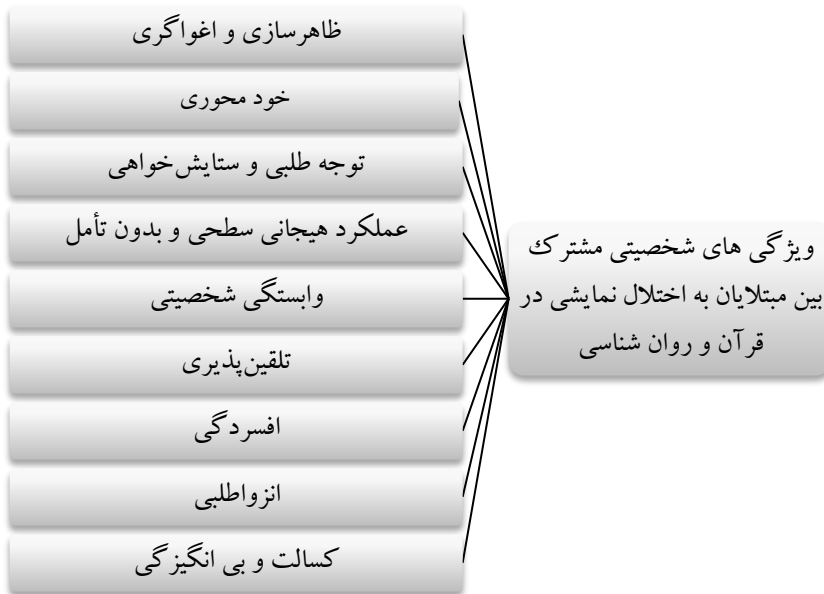 ویژگی های شخصیتی مشترک
بین مبتلایان به اختلال نمایشی در
قرآن و روان شناسی
ظاهرسازی و اغواگری
خود محوری
توجه طلبی و ستایش‌خواهی
عملکرد هیجانی سطحی و بدون تأمل
وابستگی شخصیتی
تلقین‌پذیری
افسردگی
انزواطلبی
کسالت و بی انگیزگی